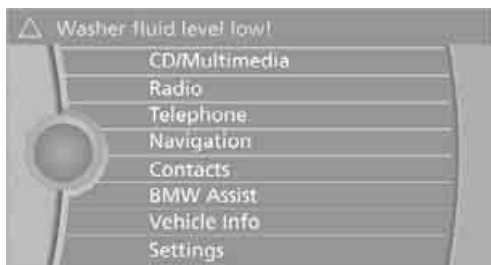 Washer fluid level low!
CD/Multimedia
Radio
Telephone
Navigation
Contacts
BMW Assist
Vehicle Info
Settings